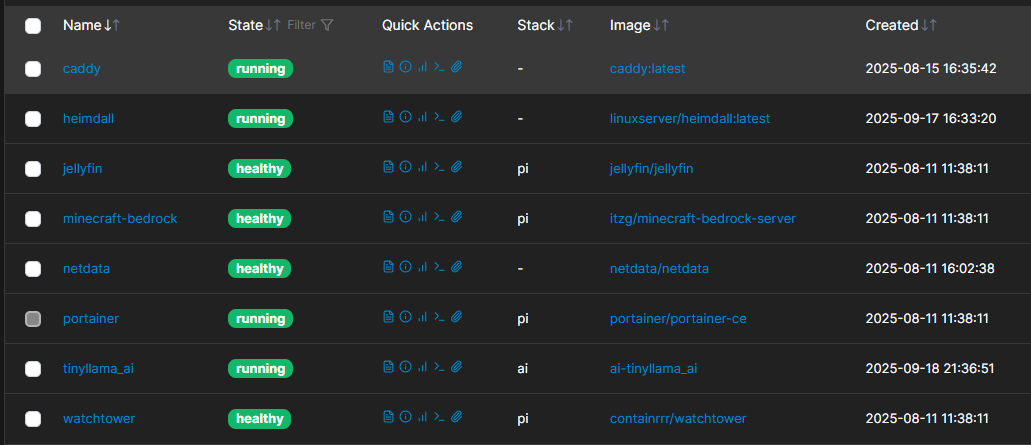 Name State Filter Quick Actions Stack Image Created
caddy running - caddy:latest 2025-08-15 16:35:42
heimdall running - linuxserver/heimdall:latest 2025-09-17 16:33:20
jellyfin healthy pi jellyfin/jellyfin 2025-08-11 11:38:11
minecraft-bedrock healthy pi itzg/minecraft-bedrock-server 2025-08-11 11:38:11
netdata healthy - netdata/netdata 2025-08-11 16:02:38
portainer running pi portainer/portainer-ce 2025-08-11 11:38:11
tinyllama_ai running ai ai-tinyllama_ai 2025-09-18 21:36:51
watchtower healthy pi containrrr/watchtower 2025-08-11 11:38:11